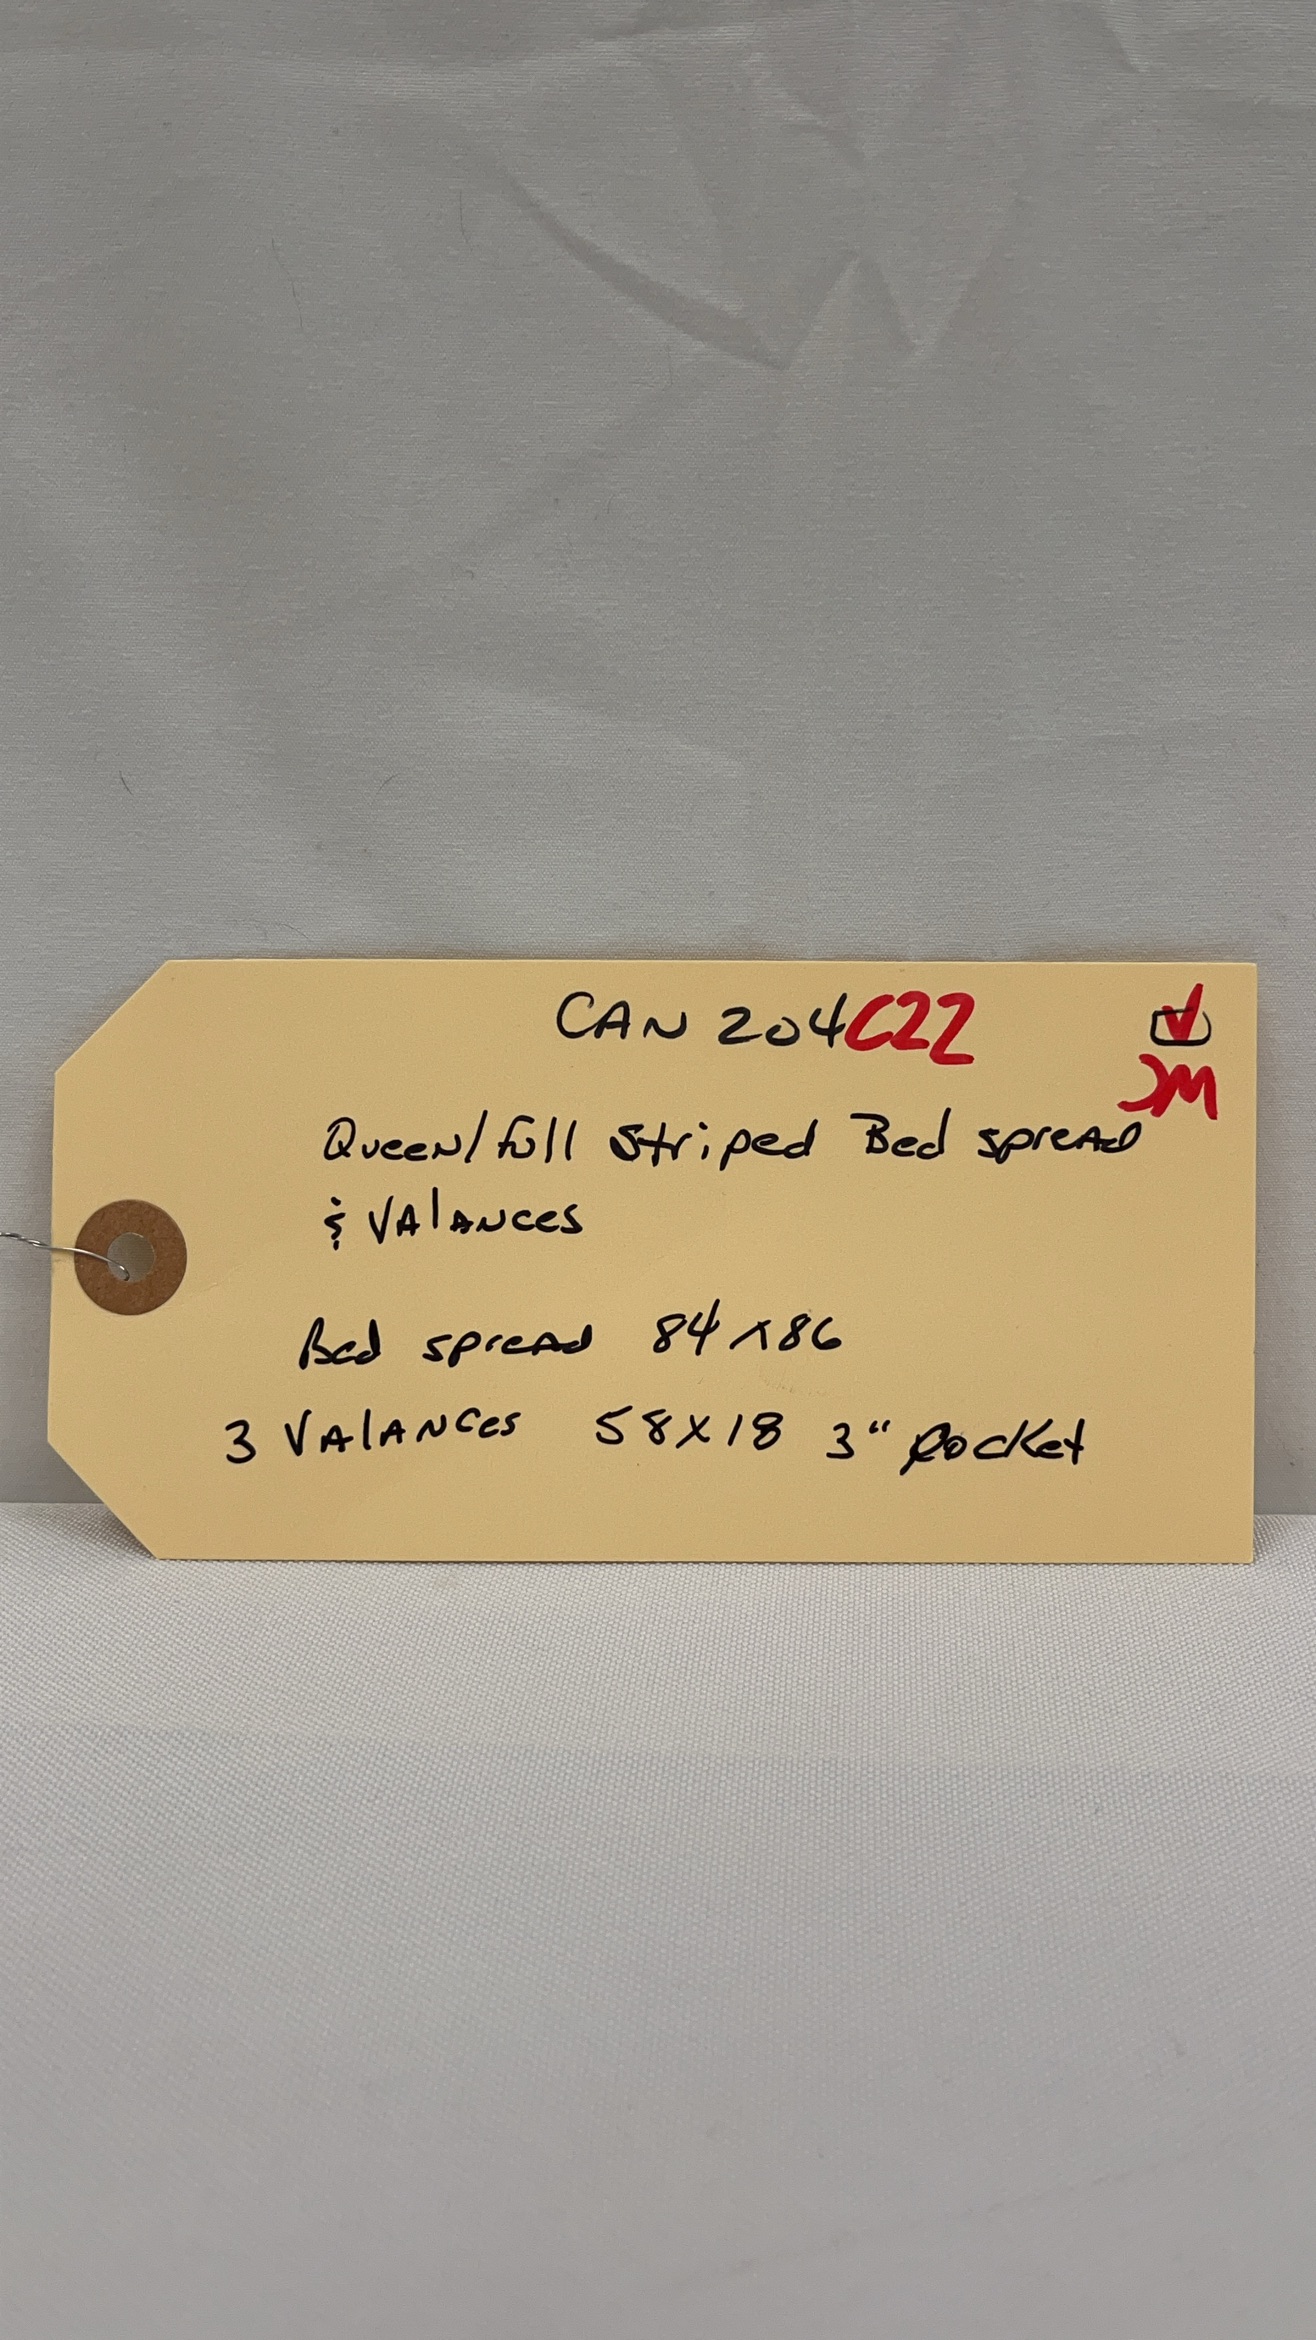 CAN 204C22
JM
Queen/full Striped Bed spread
& Valances
Bed spread 84x86
3 Valances 58x18 3" Pocket